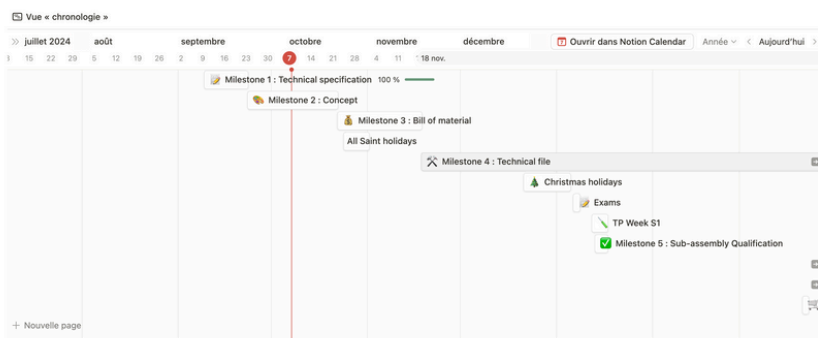 Vue « chronologie »
juillet 2024 août septembre octobre novembre décembre Ouvrir dans Notion Calendar Année Aujourd'hui
15 22 29 5 12 19 26 2 9 16 23 30 7 14 21 28 4 11 18 nov.
Milestone 1 : Technical specification 100 %
Milestone 2 : Concept
Milestone 3 : Bill of material
All Saint holidays
Milestone 4 : Technical file
Christmas holidays
Exams
TP Week S1
Milestone 5 : Sub-assembly Qualification
Nouvelle page